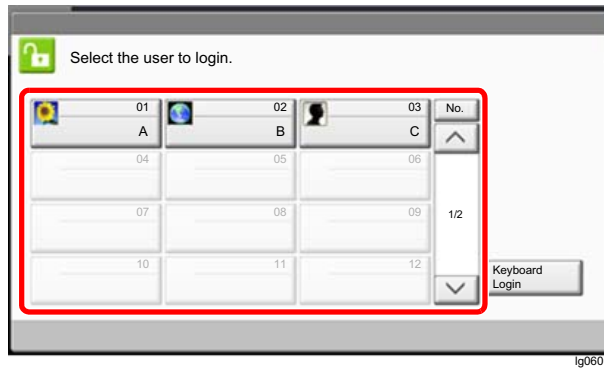 Select the user to login.
01 02 03 No.
A B C
04 05 06
07 08 09 1/2
10 11 12
Keyboard
Login
lg060